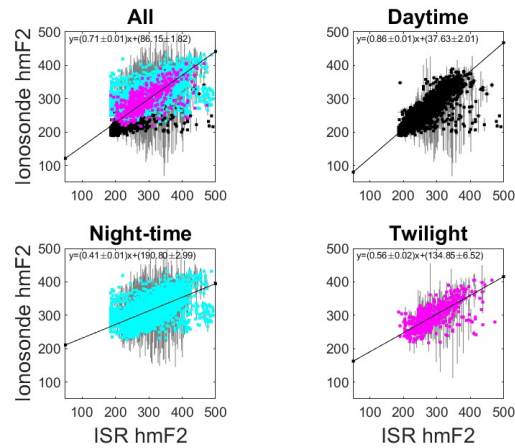 All
y=(0.71±0.01)x+(86.15±1.82)
Ionosonde hmF2
500
400
300
200
100
100 200 300 400 500
Daytime
y=(0.86±0.01)x+(37.63±2.01)
500
400
300
200
100
100 200 300 400 500
Night-time
y=(0.41±0.01)x+(190.80±2.99)
Ionosonde hmF2
500
400
300
200
100
100 200 300 400 500
ISR hmF2
Twilight
y=(0.56±0.02)x+(134.85±6.52)
500
400
300
200
100
100 200 300 400 500
ISR hmF2